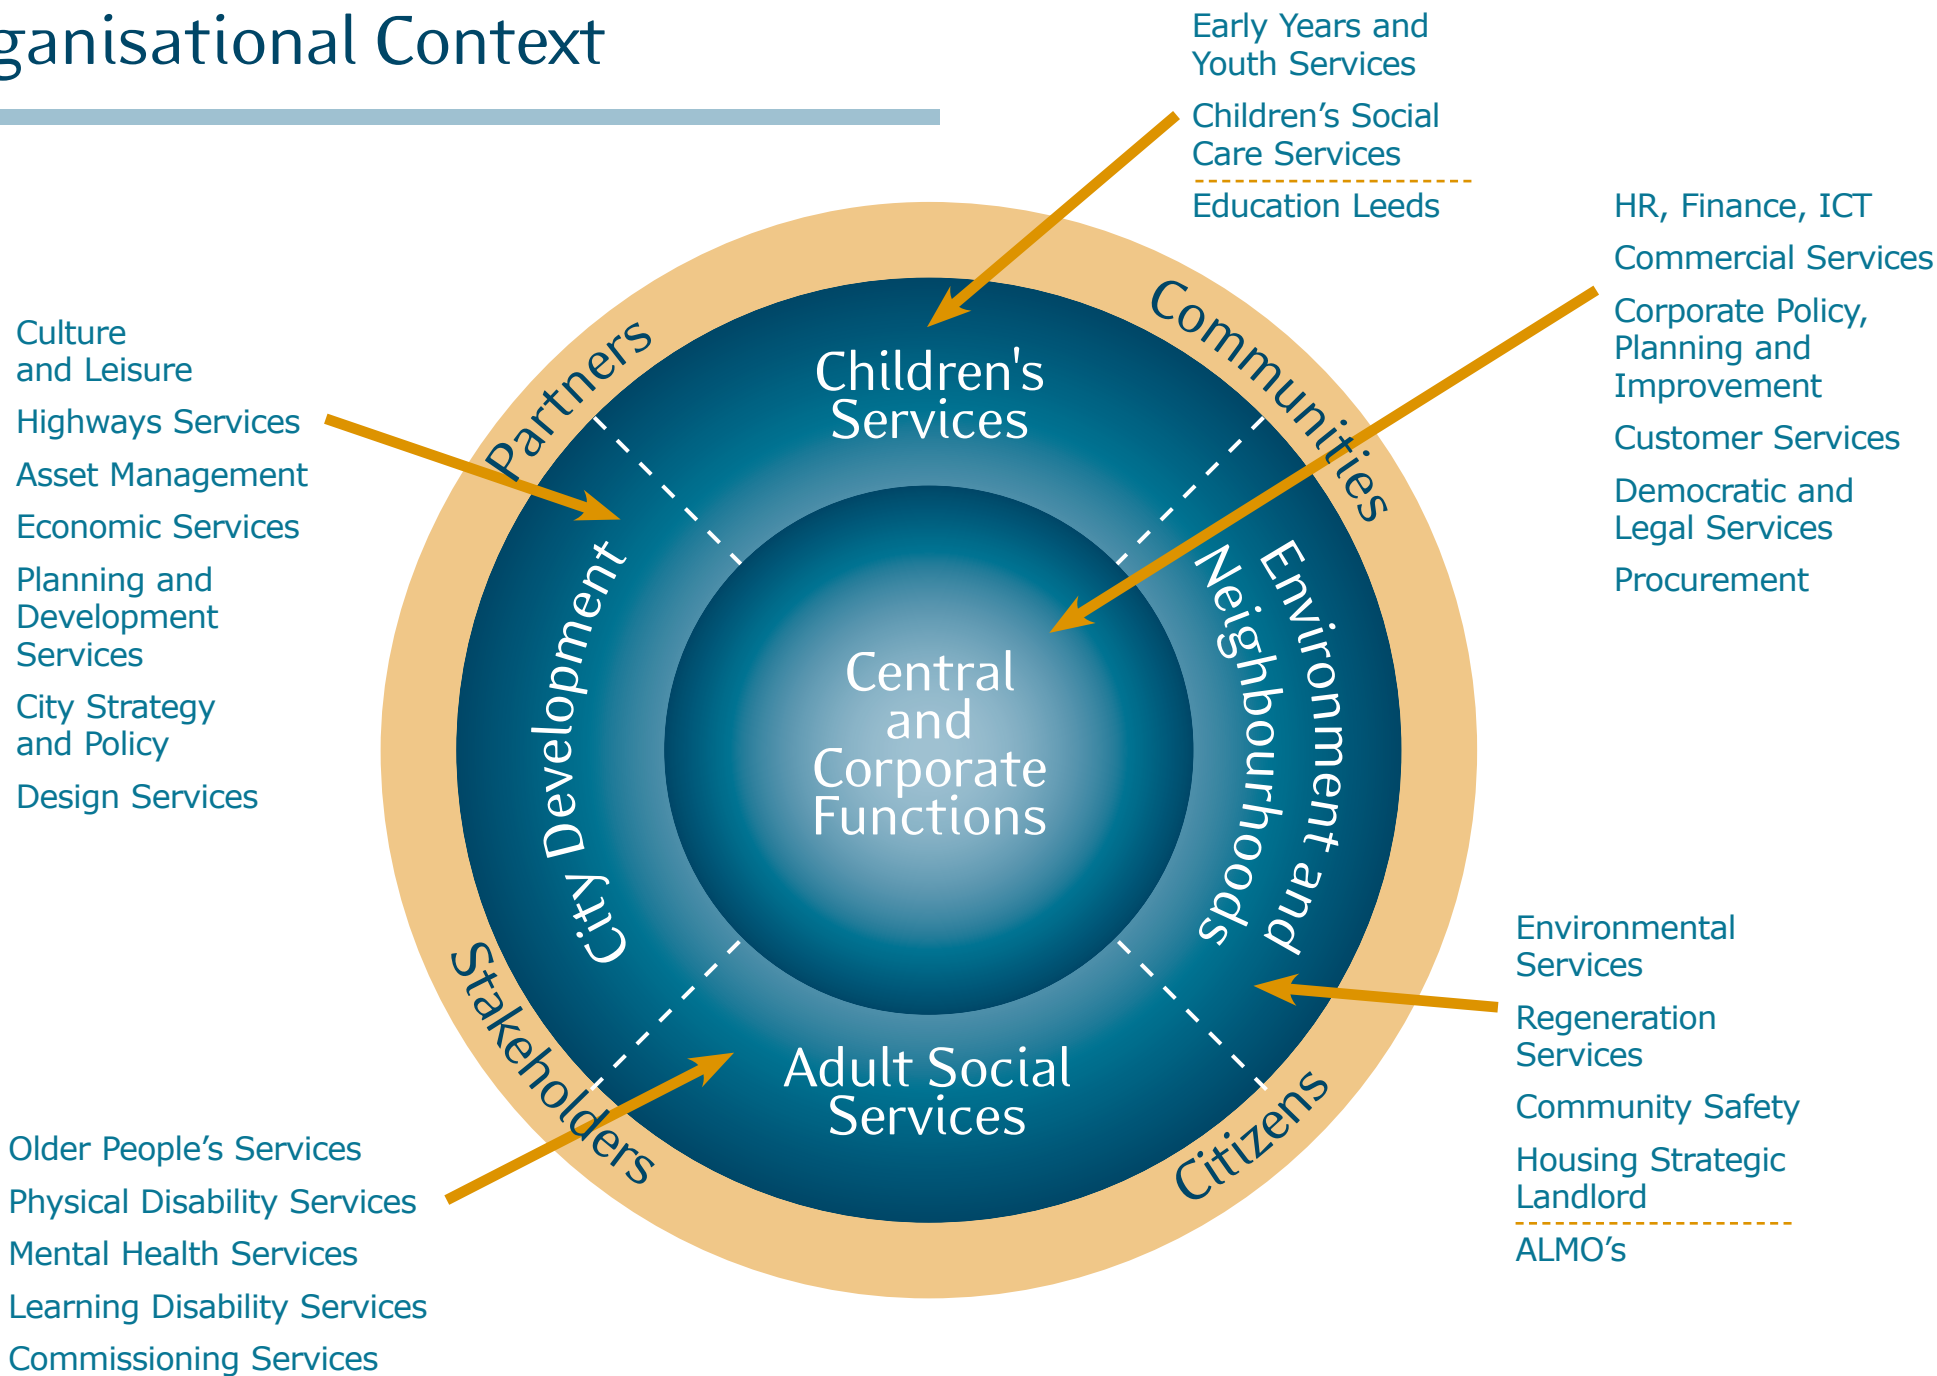 ganisational Context
Early Years and
Youth Services
Children’s Social
Care Services
Education Leeds
HR, Finance, ICT
Commercial Services
Corporate Policy,
Planning and
Improvement
Customer Services
Democratic and
Legal Services
Procurement
Culture
and Leisure
Highways Services
Asset Management
Economic Services
Planning and
Development
Services
City Strategy
and Policy
Design Services
Partners
Communities
Children's
Services
City Development
Central
and
Corporate
Functions
Environment and
Neighbourhoods
Adult Social
Services
Stakeholders
Citizens
Environmental
Services
Regeneration
Services
Community Safety
Housing Strategic
Landlord
ALMO’s
Older People’s Services
Physical Disability Services
Mental Health Services
Learning Disability Services
Commissioning Services